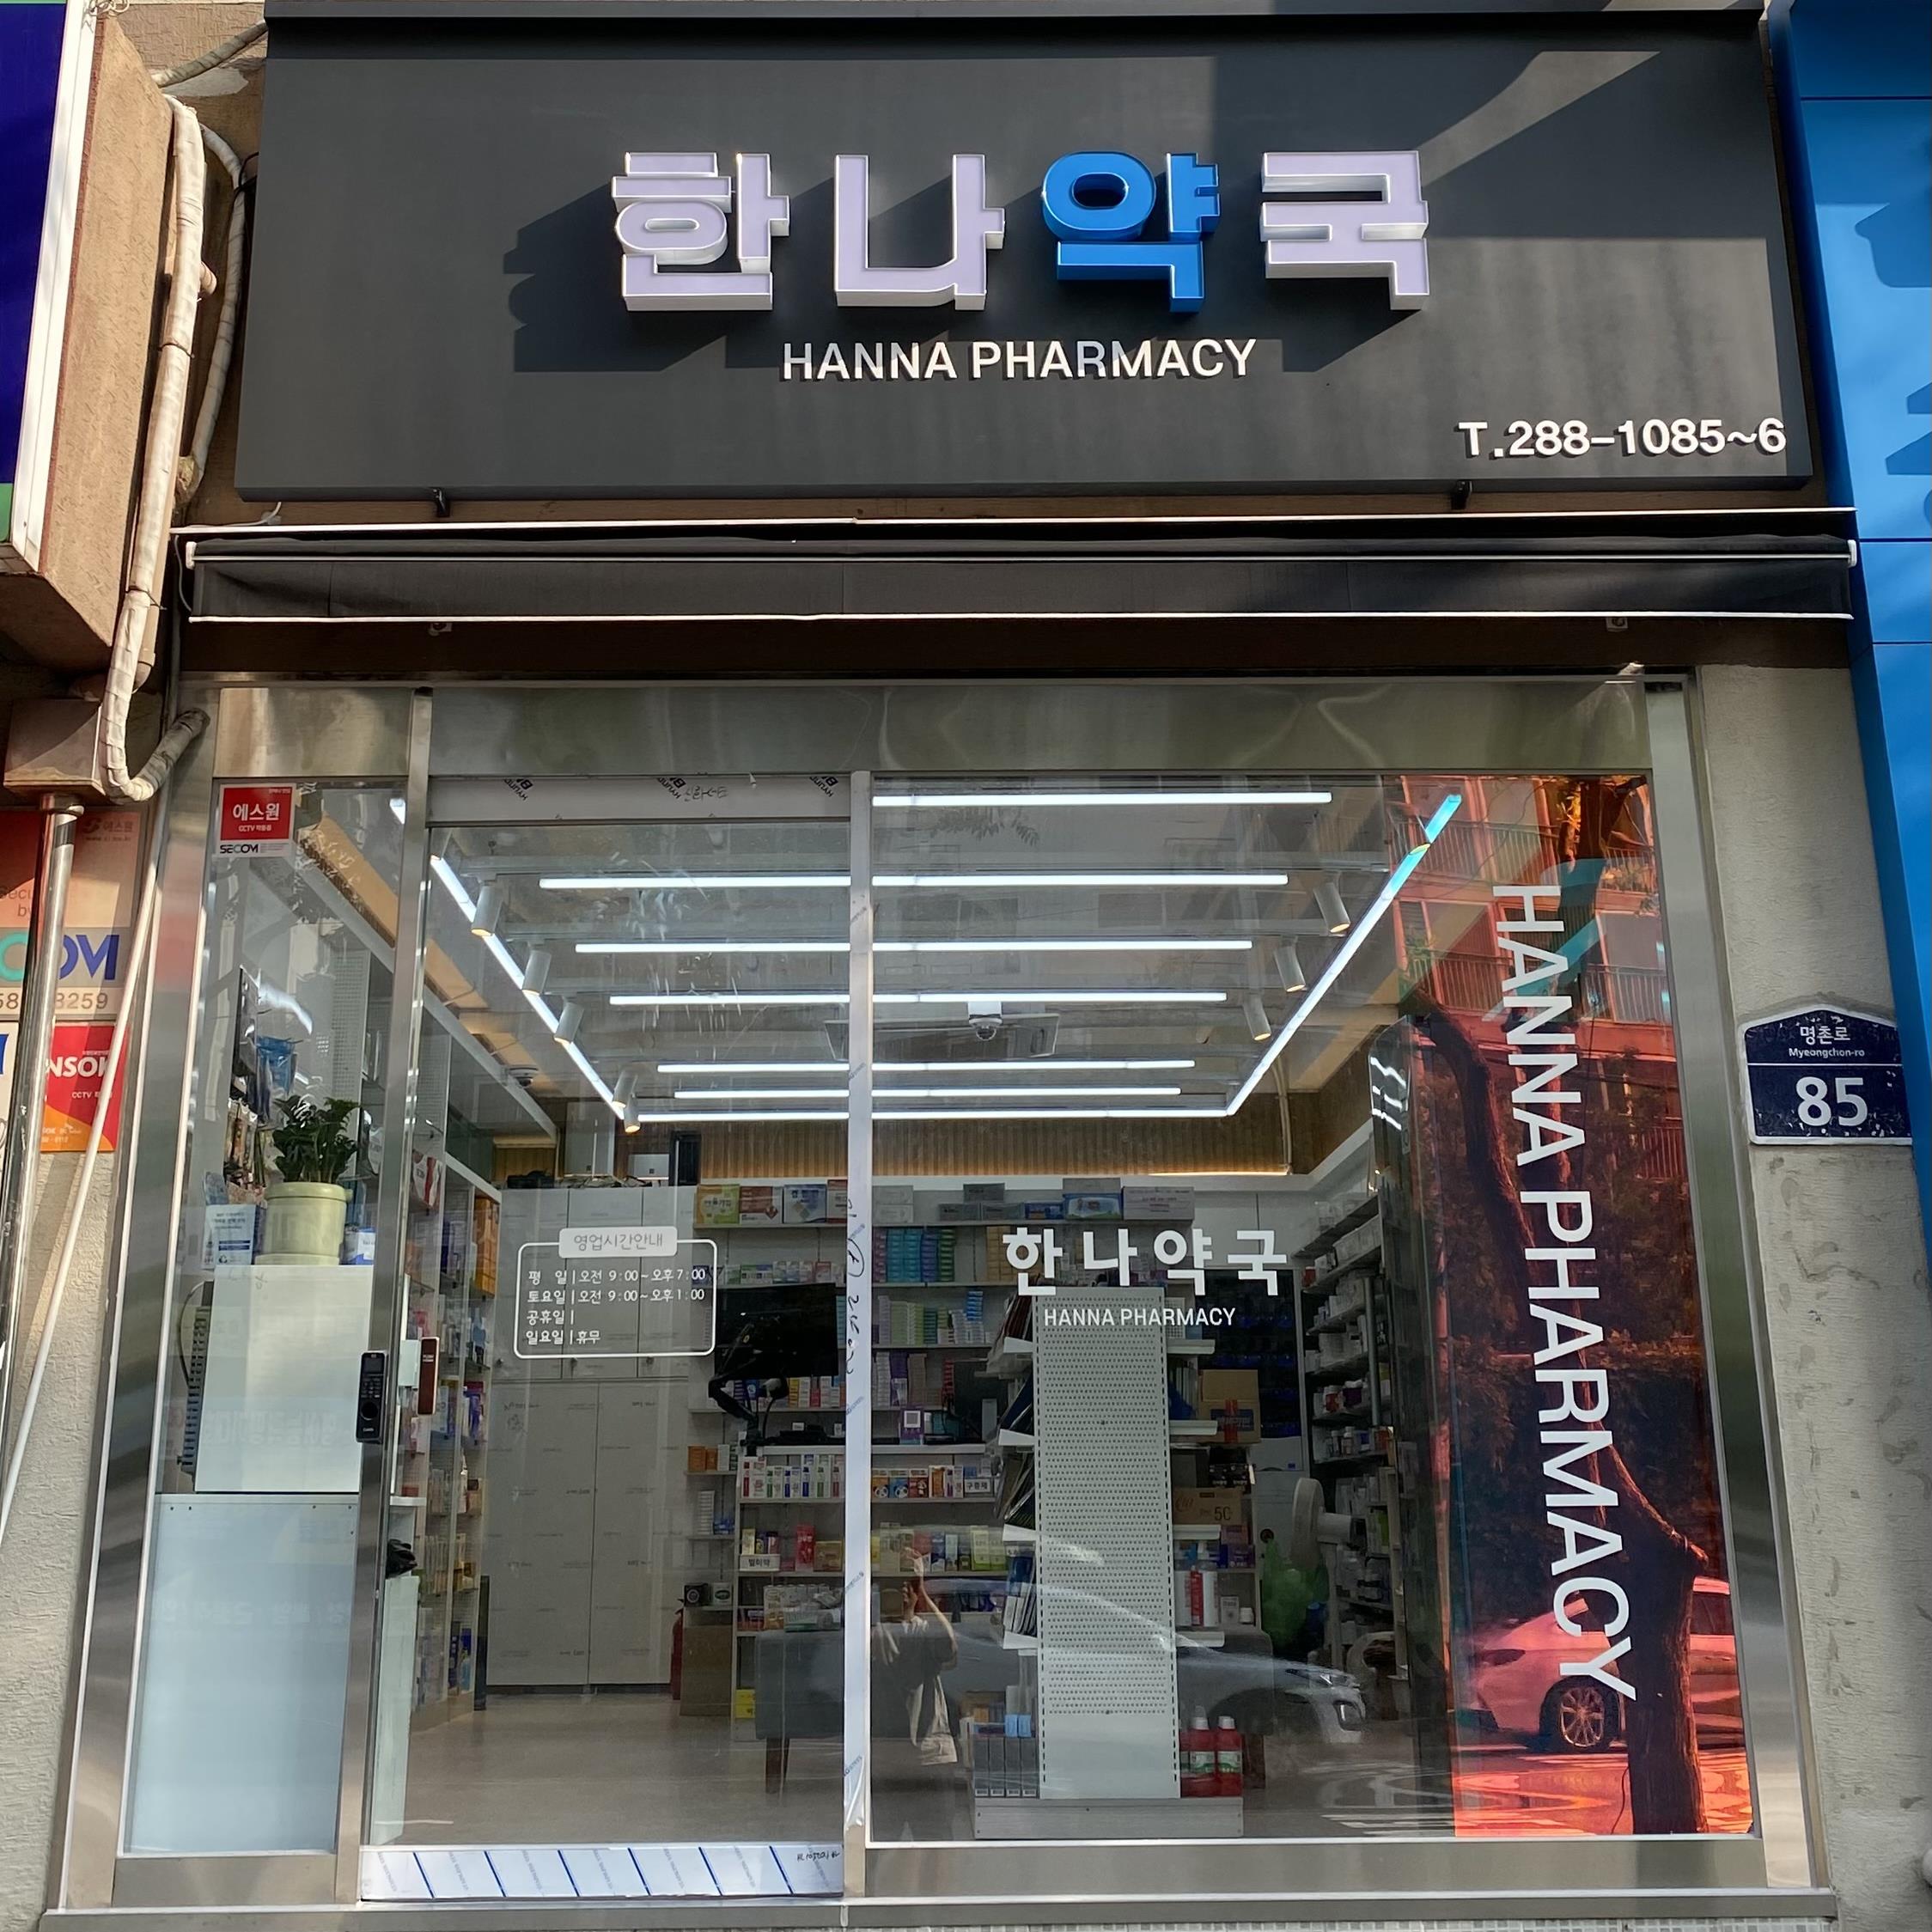 한나약국
HANNA PHARMACY
T.288-1085~6
에스원
SECOM
명촌로
Myeongchon-ro
85
HANNA PHARMACY
영업시간안내
평 일 | 오전 9:00~오후7:00
토요일 | 오전 9:00~오후1:00
공휴일 |
일요일 | 휴무
한나약국
HANNA PHARMACY